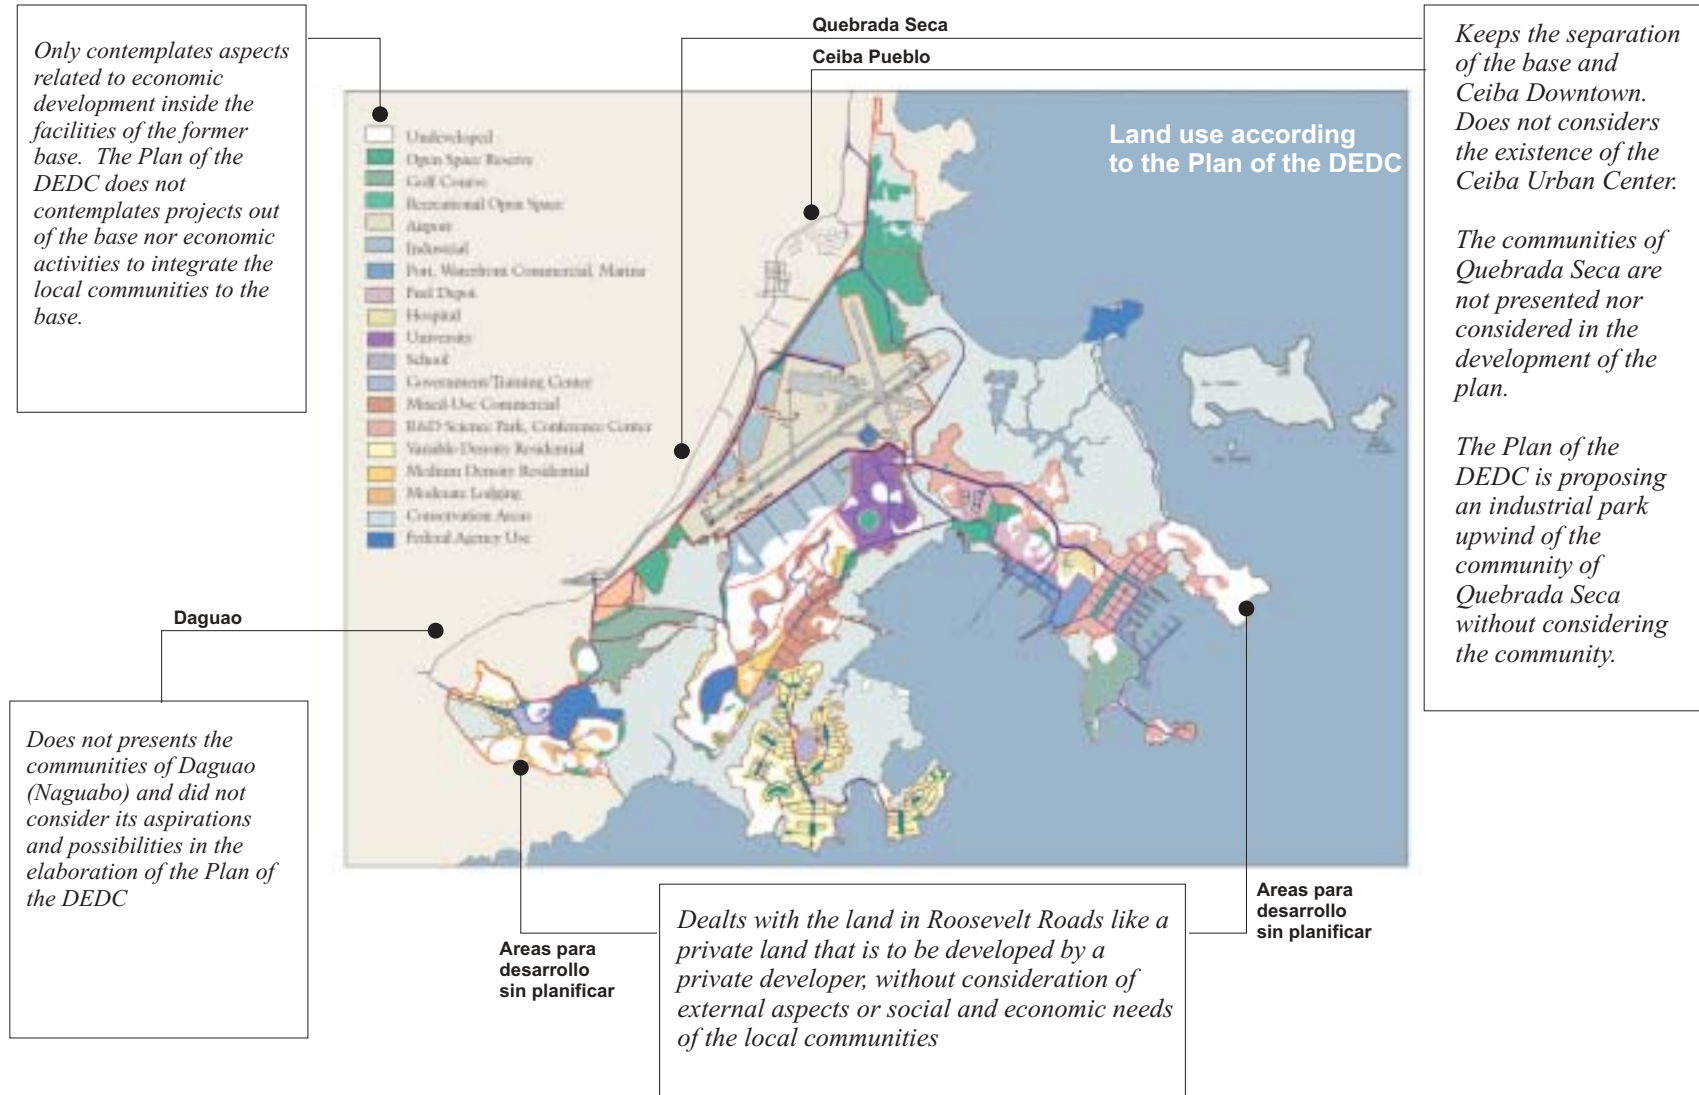 Only contemplates aspects
related to economic
development inside the
facilities of the former
base. The Plan of the
DEDC does not
contemplates projects out
of the base nor economic
activities to integrate the
local communities to the
base.
Quebrada Seca
Ceiba Pueblo
Keeps the separation
of the base and
Ceiba Downtown.
Does not considers
the existence of the
Ceiba Urban Center.
The communities of
Quebrada Seca are
not presented nor
considered in the
development of the
plan.
The Plan of the
DEDC is proposing
an industrial park
upwind of the
community of
Quebrada Seca
without considering
the community.
Land use according
to the Plan of the DEDC
Undeveloped
Open Space Reserve
Golf Course
Recreational Open Space
Airport
Industrial
Port, Waterfront Commercial, Marina
Fuel Depot
Hospital
University
School
Government/Training Center
Mixed-Use Commercial
R&D Science Park, Conference Center
Variable Density Residential
Medium Density Residential
Moderate Lodging
Conservation Areas
Federal Agency Use
Daguao
Does not presents the
communities of Daguao
(Naguabo) and did not
consider its aspirations
and possibilities in the
elaboration of the Plan of
the DEDC
Areas para
desarrollo
sin planificar
Dealts with the land in Roosevelt Roads like a
private land that is to be developed by a
private developer, without consideration of
external aspects or social and economic needs
of the local communities
Areas para
desarrollo
sin planificar